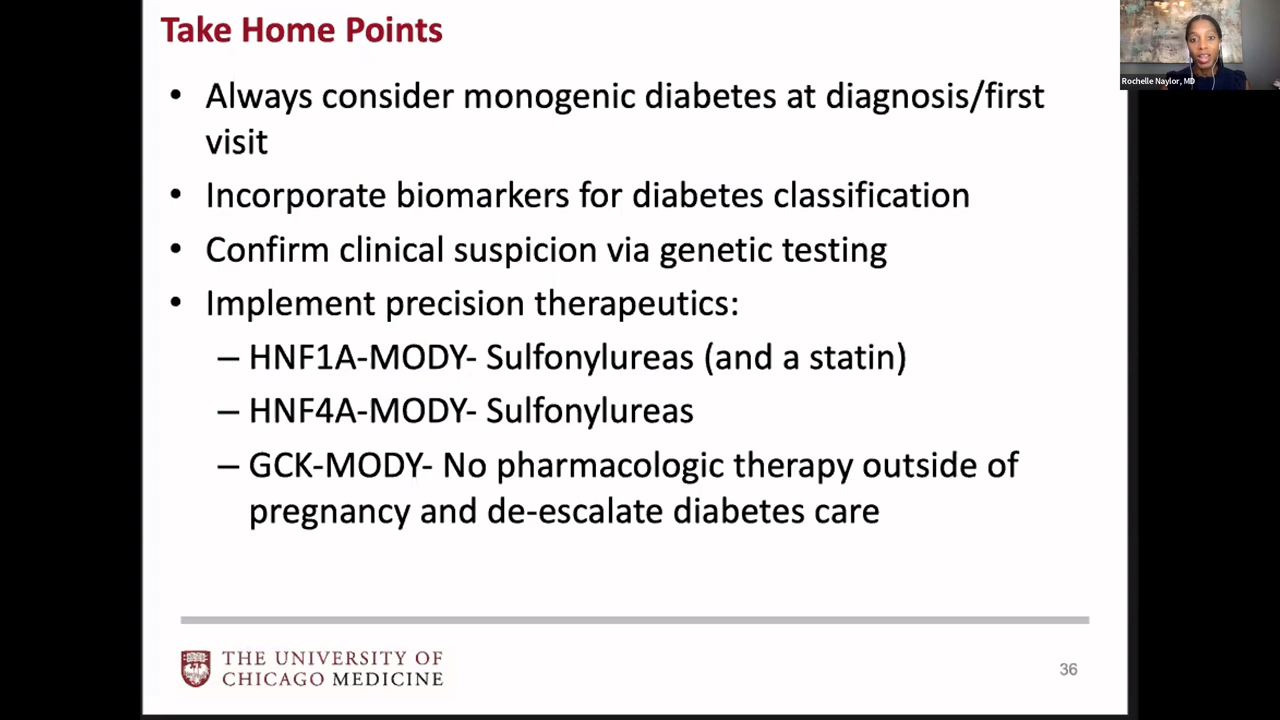 Take Home Points
Rochelle Naylor, MD
• Always consider monogenic diabetes at diagnosis/first
visit
• Incorporate biomarkers for diabetes classification
• Confirm clinical suspicion via genetic testing
• Implement precision therapeutics:
– HNF1A-MODY- Sulfonylureas (and a statin)
– HNF4A-MODY- Sulfonylureas
– GCK-MODY- No pharmacologic therapy outside of
pregnancy and de-escalate diabetes care
THE UNIVERSITY OF
CHICAGO MEDICINE
36